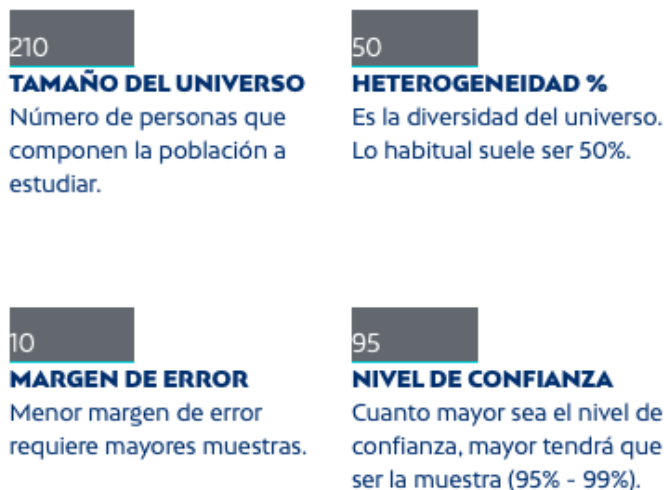 210
TAMAÑO DEL UNIVERSO
Número de personas que
componen la población a
estudiar.
50
HETEROGENEIDAD %
Es la diversidad del universo.
Lo habitual suele ser 50%.
10
MARGEN DE ERROR
Menor margen de error
requiere mayores muestras.
95
NIVEL DE CONFIANZA
Cuanto mayor sea el nivel de
confianza, mayor tendrá que
ser la muestra (95% - 99%).